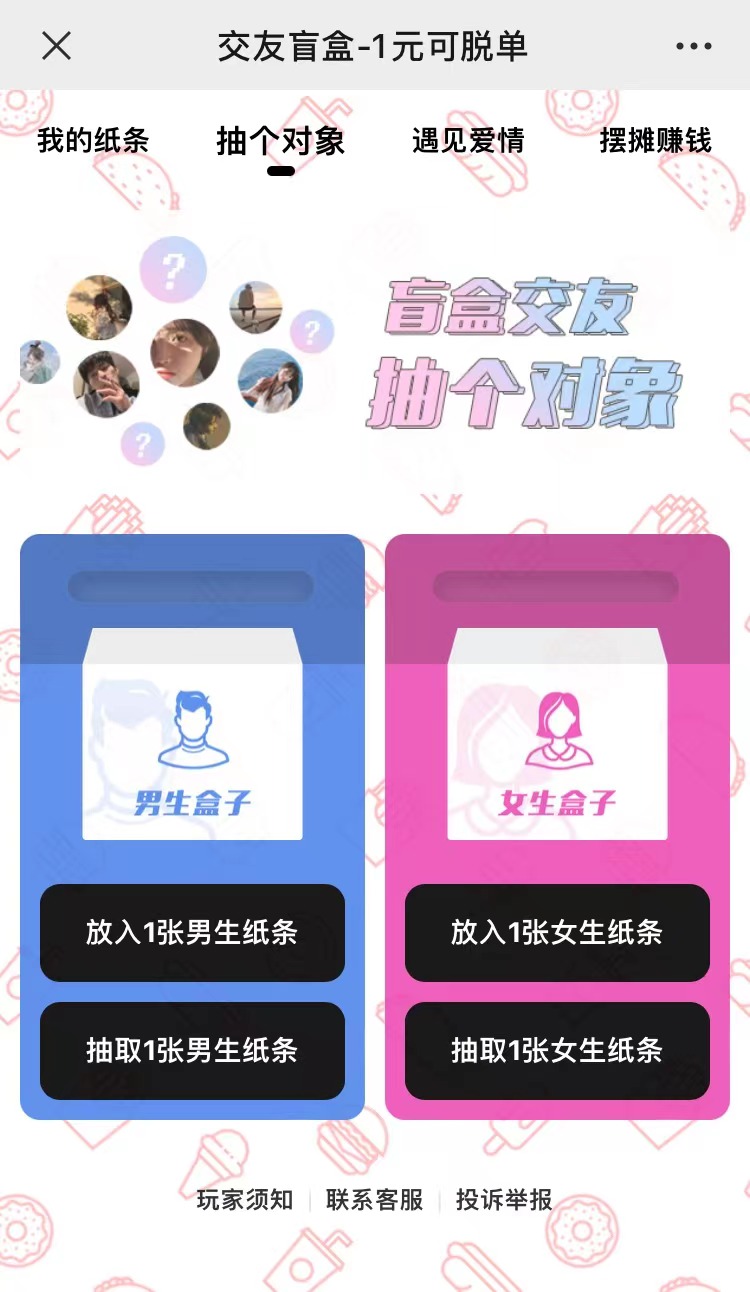 交友盲盒-1元可脱单
我的纸条
抽个对象
遇见爱情
摆摊赚钱
?
?
?
盲盒交友
抽个对象
男生盒子
女生盒子
放入1张男生纸条
放入1张女生纸条
抽取1张男生纸条
抽取1张女生纸条
玩家须知
联系客服
投诉举报